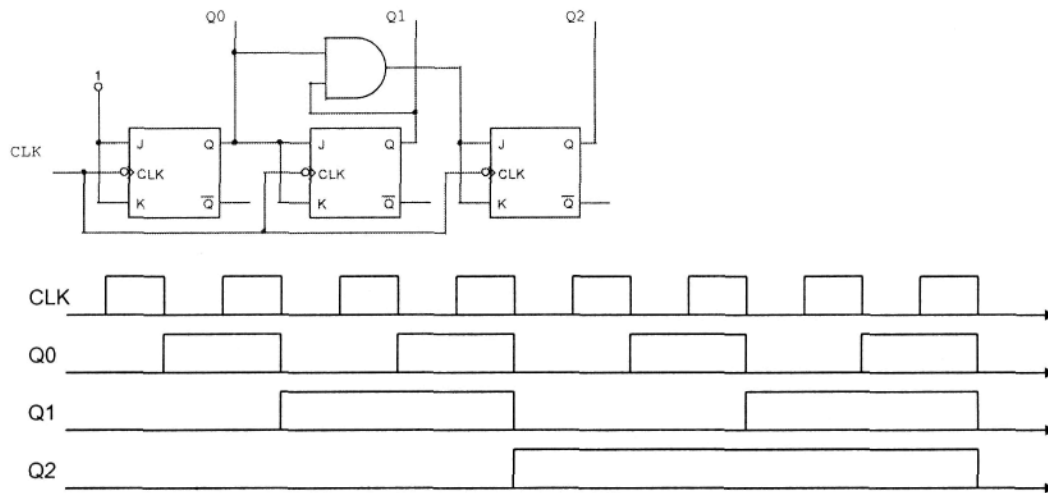 Q0 Q1 Q2
1
CLK
J Q J Q J Q
CLK CLK CLK
K Q̅ K Q̅ K Q̅
CLK
Q0
Q1
Q2